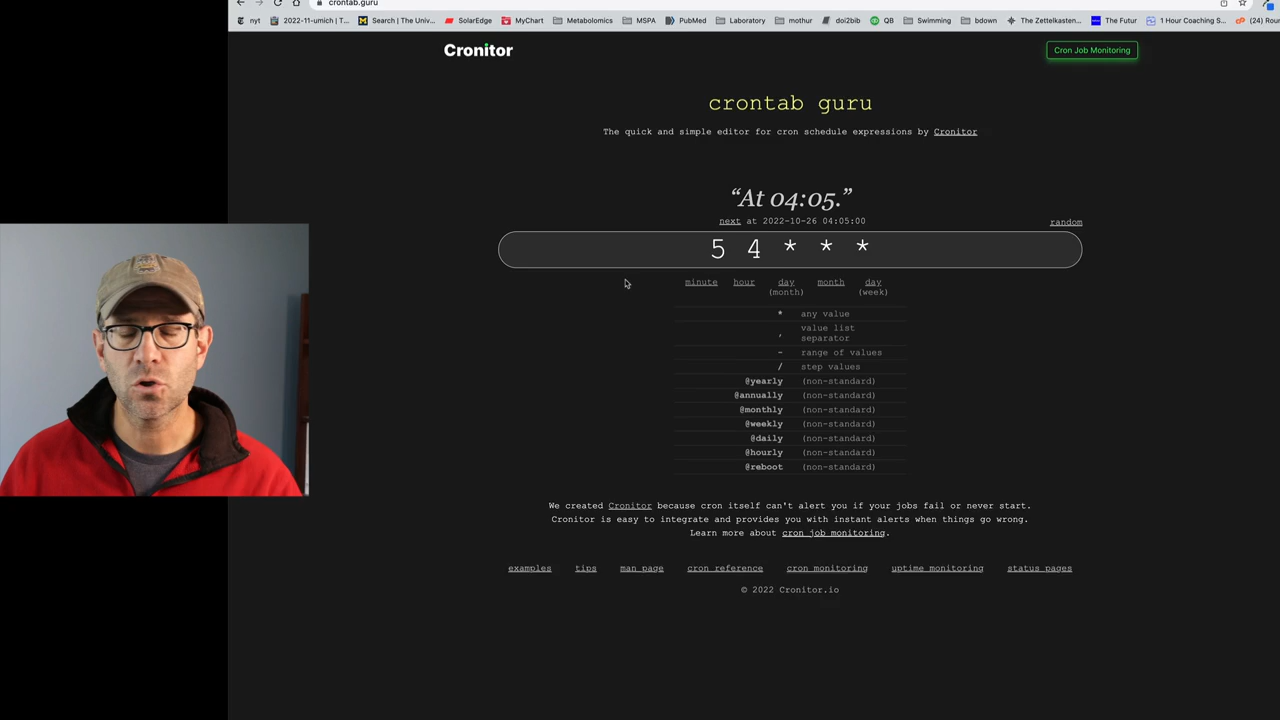 crontab.guru
nyt 2022-11-umich | T... Search | The Univ... SolarEdge MyChart Metabolomics MSPA PubMed Laboratory mothur doi2bib QB Swimming bdown The Zettelkasten... The Futur 1 Hour Coaching S... (24) Roun
Cronitor Cron Job Monitoring
crontab guru
The quick and simple editor for cron schedule expressions by Cronitor
“At 04:05.”
next at 2022-10-26 04:05:00 random
5 4 * * *
minute hour day month day
(month) (week)
* any value
, value list
separator
- range of values
/ step values
@yearly (non-standard)
@annually (non-standard)
@monthly (non-standard)
@weekly (non-standard)
@daily (non-standard)
@hourly (non-standard)
@reboot (non-standard)
We created Cronitor because cron itself can't alert you if your jobs fail or never start.
Cronitor is easy to integrate and provides you with instant alerts when things go wrong.
Learn more about cron job monitoring.
examples tips man page cron reference cron monitoring uptime monitoring status pages
© 2022 Cronitor.io